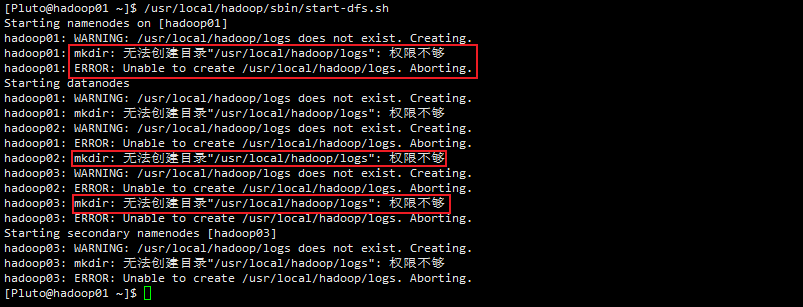 [Pluto@hadoop01 ~]$ /usr/local/hadoop/sbin/start-dfs.sh
Starting namenodes on [hadoop01]
hadoop01: WARNING: /usr/local/hadoop/logs does not exist. Creating.
hadoop01: mkdir: 无法创建目录"/usr/local/hadoop/logs": 权限不够
hadoop01: ERROR: Unable to create /usr/local/hadoop/logs. Aborting.
Starting datanodes
hadoop01: WARNING: /usr/local/hadoop/logs does not exist. Creating.
hadoop01: mkdir: 无法创建目录"/usr/local/hadoop/logs": 权限不够
hadoop02: WARNING: /usr/local/hadoop/logs does not exist. Creating.
hadoop01: ERROR: Unable to create /usr/local/hadoop/logs. Aborting.
hadoop02: mkdir: 无法创建目录"/usr/local/hadoop/logs": 权限不够
hadoop03: WARNING: /usr/local/hadoop/logs does not exist. Creating.
hadoop02: ERROR: Unable to create /usr/local/hadoop/logs. Aborting.
hadoop03: mkdir: 无法创建目录"/usr/local/hadoop/logs": 权限不够
hadoop03: ERROR: Unable to create /usr/local/hadoop/logs. Aborting.
Starting secondary namenodes [hadoop03]
hadoop03: WARNING: /usr/local/hadoop/logs does not exist. Creating.
hadoop03: mkdir: 无法创建目录"/usr/local/hadoop/logs": 权限不够
hadoop03: ERROR: Unable to create /usr/local/hadoop/logs. Aborting.
[Pluto@hadoop01 ~]$